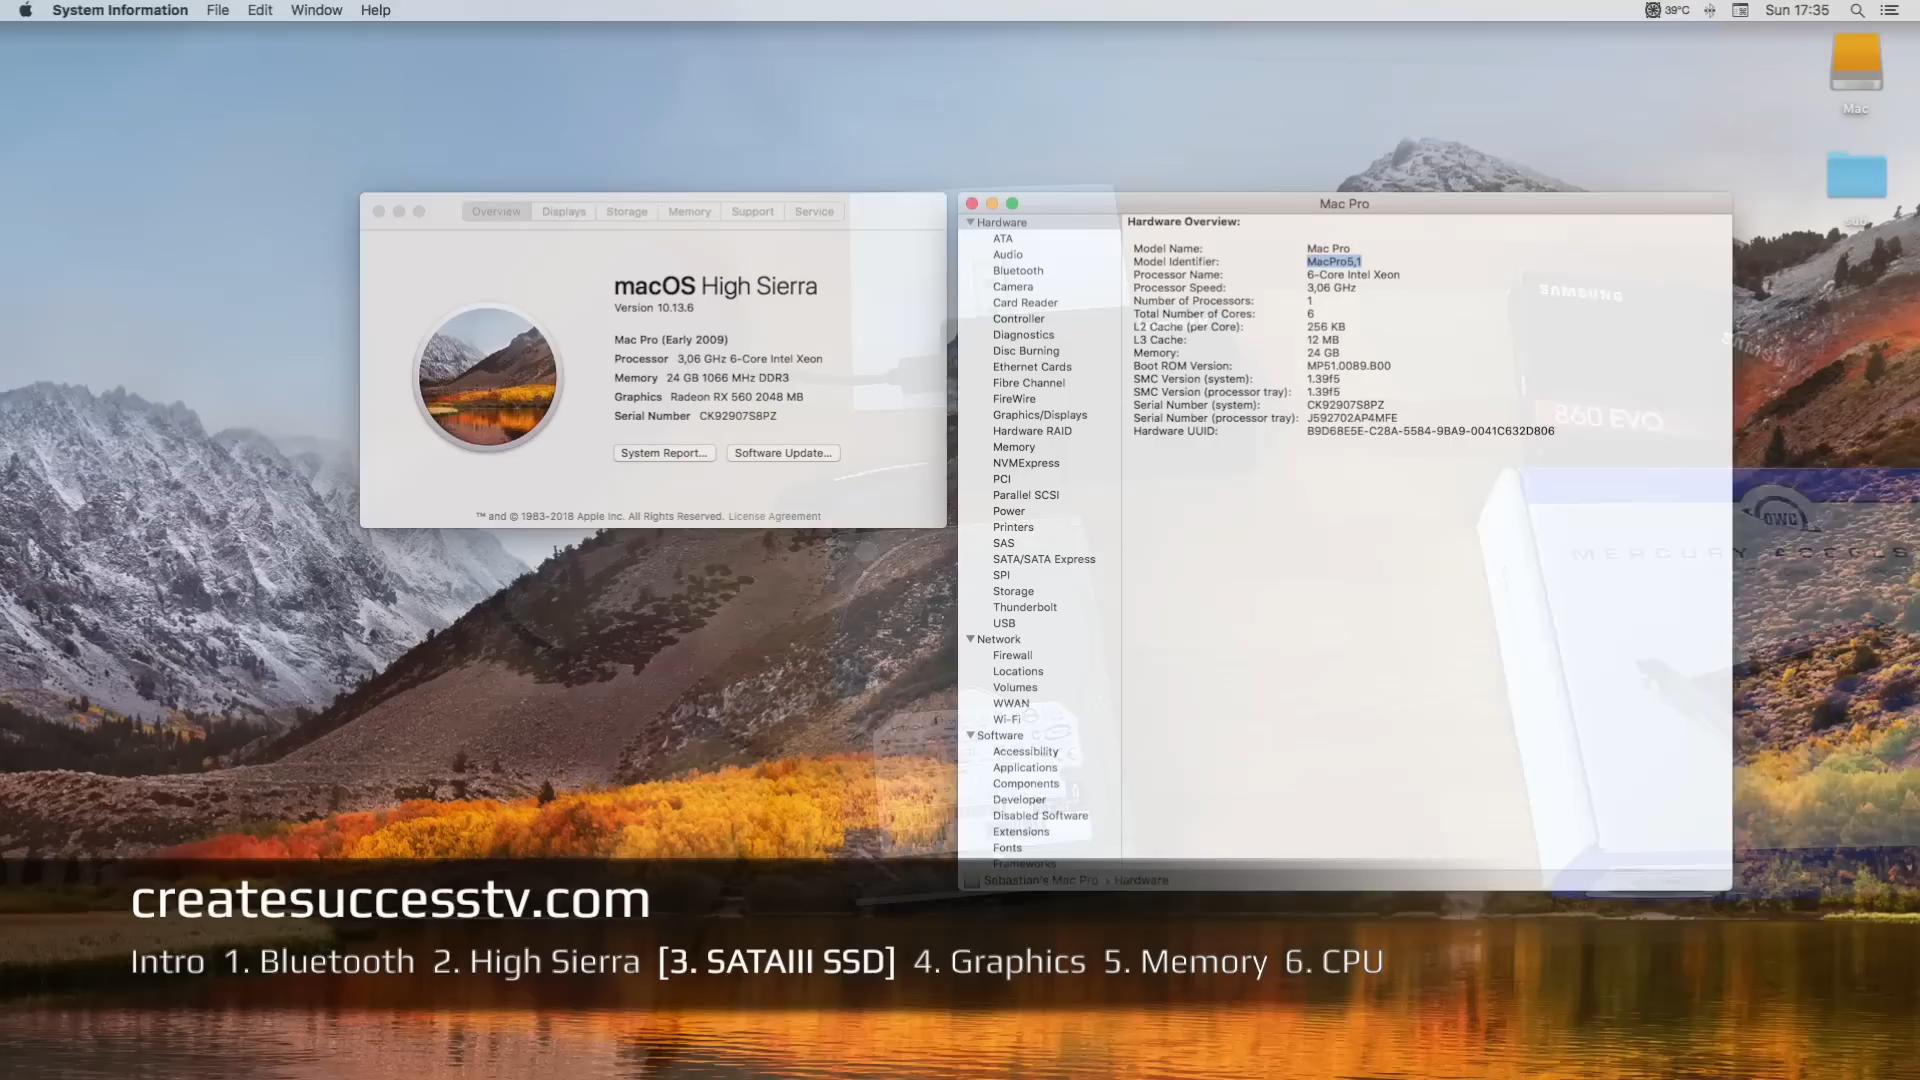 System Information File Edit Window Help
39°C Sun 17:35
Mac
sub
Overview Displays Storage Memory Support Service
macOS High Sierra
Version 10.13.6
Mac Pro (Early 2009)
Processor 3,06 GHz 6-Core Intel Xeon
Memory 24 GB 1066 MHz DDR3
Graphics Radeon RX 560 2048 MB
Serial Number CK92907S8PZ
System Report... Software Update...
™ and © 1983-2018 Apple Inc. All Rights Reserved. License Agreement
Mac Pro
Hardware
ATA
Audio
Bluetooth
Camera
Card Reader
Controller
Diagnostics
Disc Burning
Ethernet Cards
Fibre Channel
FireWire
Graphics/Displays
Hardware RAID
Memory
NVMExpress
PCI
Parallel SCSI
Power
Printers
SAS
SATA/SATA Express
SPI
Storage
Thunderbolt
USB
Network
Firewall
Locations
Volumes
WWAN
Wi-Fi
Software
Accessibility
Applications
Components
Developer
Disabled Software
Extensions
Fonts
Frameworks
Hardware Overview:
Model Name: Mac Pro
Model Identifier: MacPro5,1
Processor Name: 6-Core Intel Xeon
Processor Speed: 3,06 GHz
Number of Processors: 1
Total Number of Cores: 6
L2 Cache (per Core): 256 KB
L3 Cache: 12 MB
Memory: 24 GB
Boot ROM Version: MP51.0089.B00
SMC Version (system): 1.39f5
SMC Version (processor tray): 1.39f5
Serial Number (system): CK92907S8PZ
Serial Number (processor tray): J592702AP4MFE
Hardware UUID: B9D68E5E-C28A-5584-9BA9-0041C632D806
Sebastian's Mac Pro › Hardware
SAMSUNG
SAMSUNG
860 EVO
OWC
MERCURY ACCELS
createsuccesstv.com
Intro 1. Bluetooth 2. High Sierra [3. SATAIII SSD] 4. Graphics 5. Memory 6. CPU